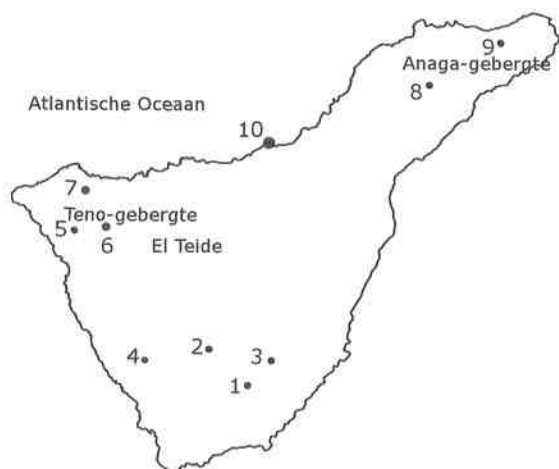 9
Anaga-gebergte
8
Atlantische Oceaan
10
7
Teno-gebergte
5
6
El Teide
2
4
3
1